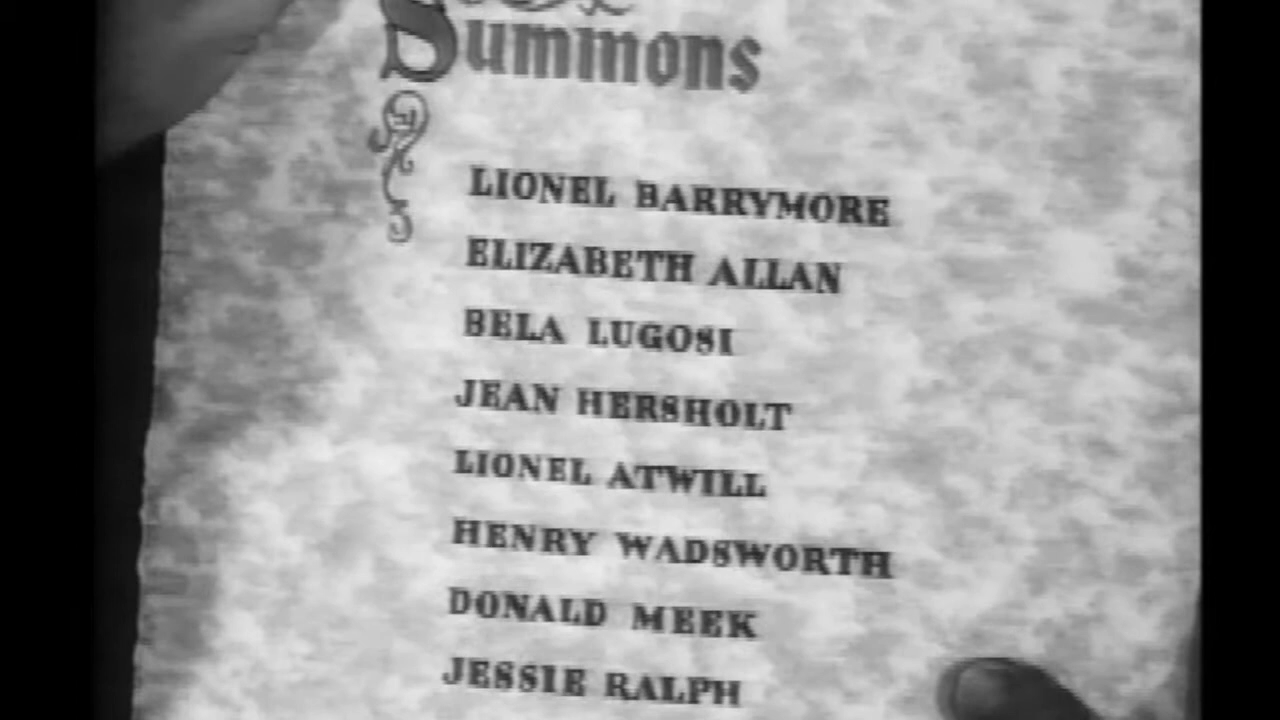 Summons
LIONEL BARRYMORE
ELIZABETH ALLAN
BELA LUGOSI
JEAN HERSHOLT
LIONEL ATWILL
HENRY WADSWORTH
DONALD MEEK
JESSIE RALPH